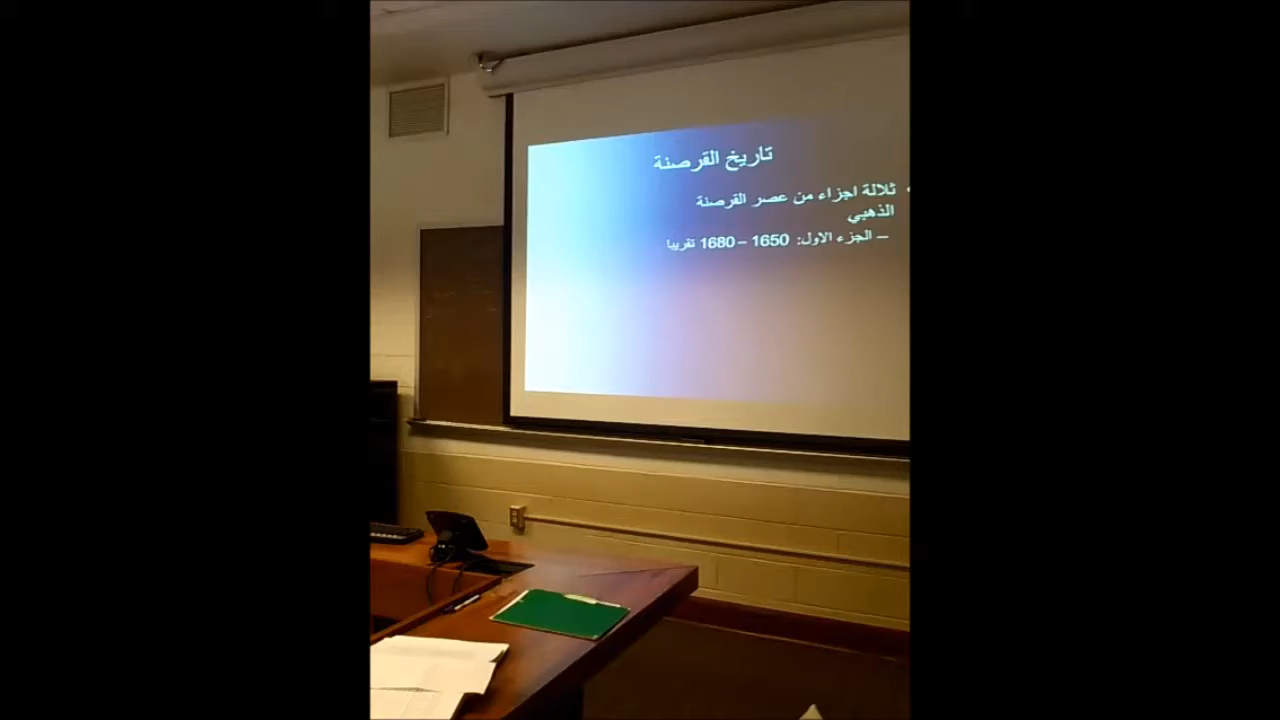 تاريخ القرصنة
• ثلاثة اجزاء من عصر القرصنة
الذهبي
– الجزء الاول: 1650 – 1680 تقريبا